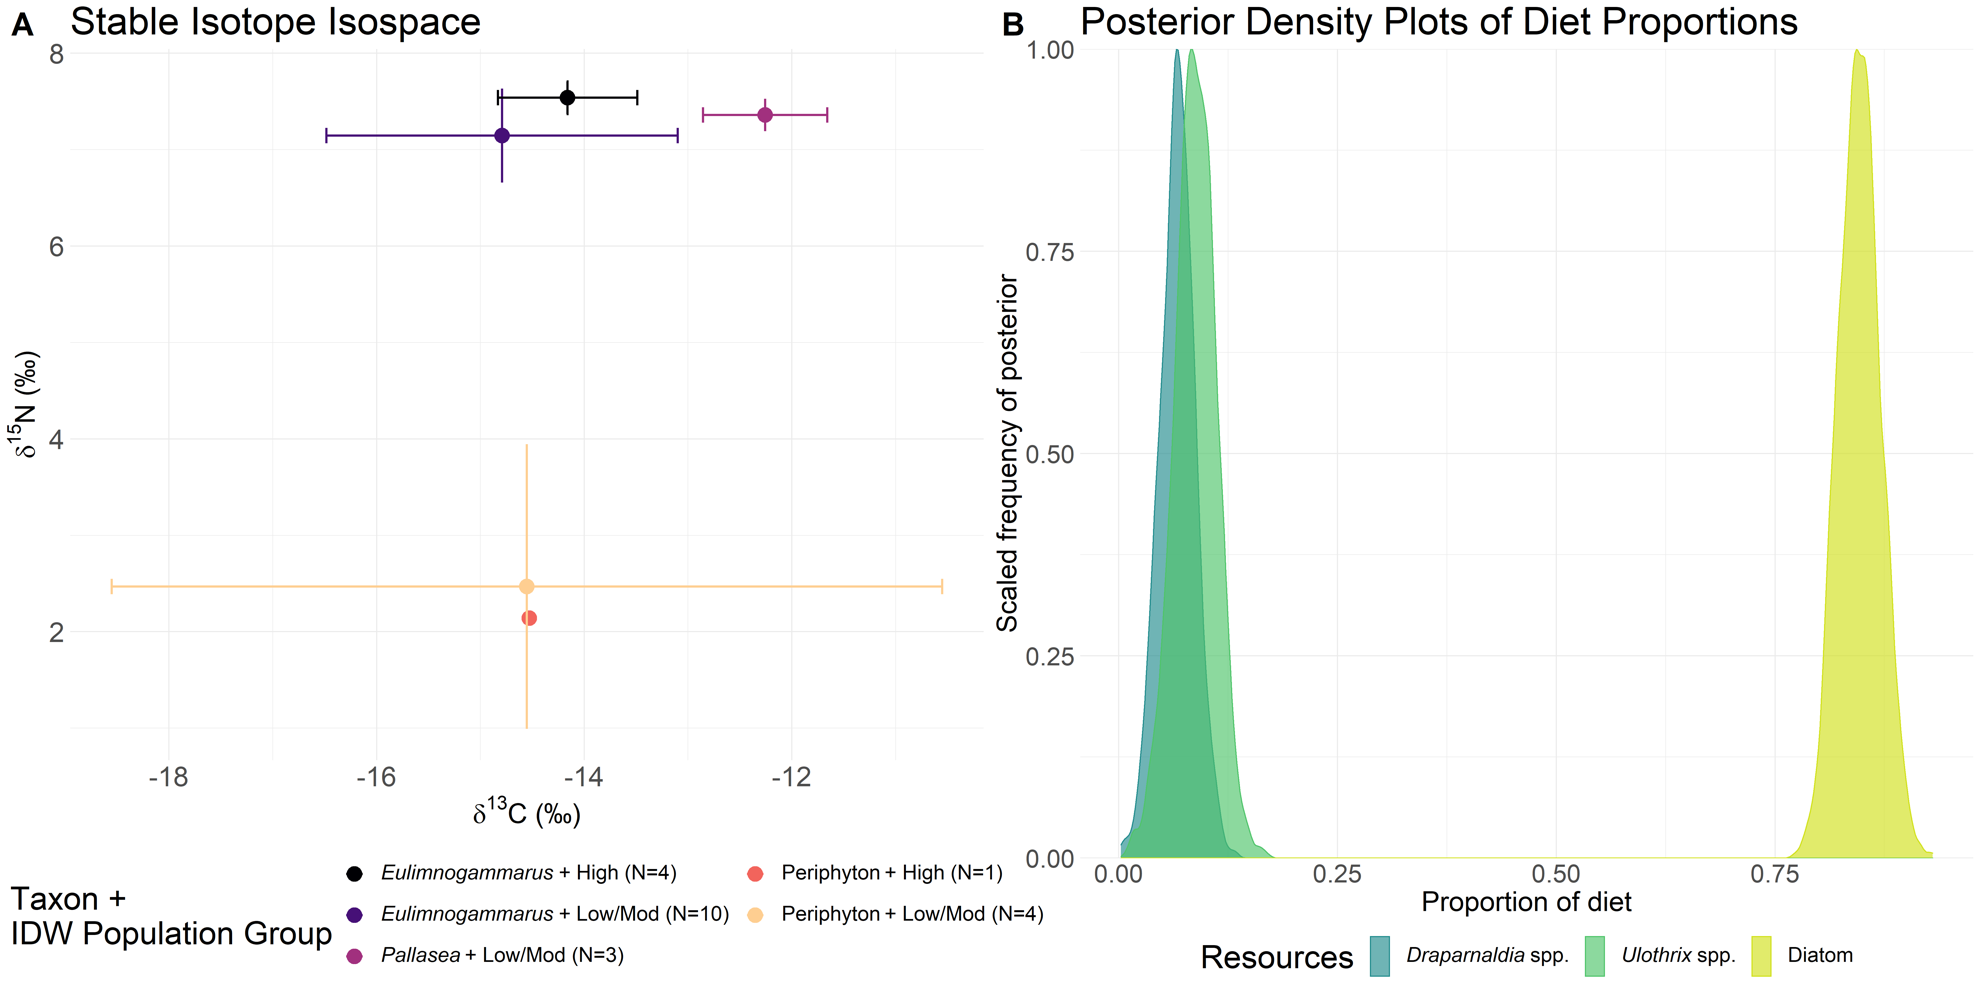 A Stable Isotope Isospace
8
6
4
2
δ15N (‰)
-18 -16 -14 -12
δ13C (‰)
Taxon +
IDW Population Group
Eulimnogammarus + High (N=4)
Eulimnogammarus + Low/Mod (N=10)
Pallasea + Low/Mod (N=3)
Periphyton + High (N=1)
Periphyton + Low/Mod (N=4)
B Posterior Density Plots of Diet Proportions
1.00
0.75
0.50
0.25
0.00
Scaled frequency of posterior
0.00 0.25 0.50 0.75
Proportion of diet
Resources Draparnaldia spp. Ulothrix spp. Diatom